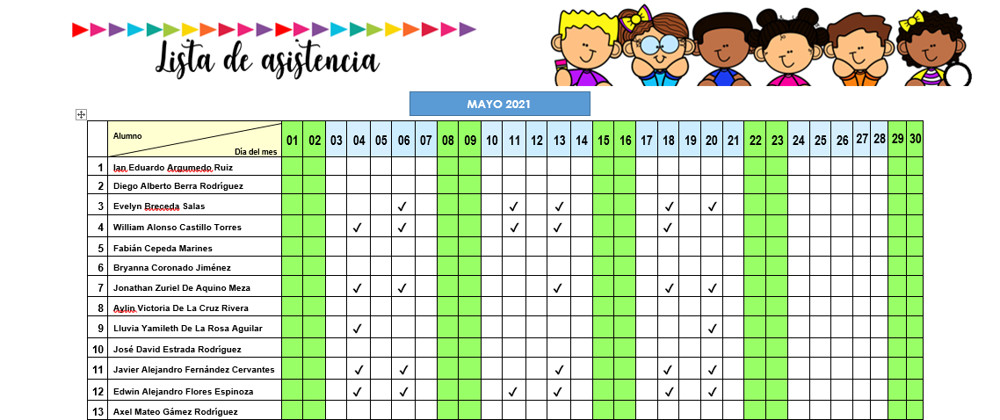 Lista de asistencia
MAYO 2021
Alumno
Día del mes
01 02 03 04 05 06 07 08 09 10 11 12 13 14 15 16 17 18 19 20 21 22 23 24 25 26 27 28 29 30
1 Ian Eduardo Argumedo Ruiz
2 Diego Alberto Berra Rodríguez
3 Evelyn Breceda Salas ✓ ✓ ✓ ✓ ✓
4 William Alonso Castillo Torres ✓ ✓ ✓ ✓ ✓
5 Fabián Cepeda Marines
6 Bryanna Coronado Jiménez
7 Jonathan Zuriel De Aquino Meza ✓ ✓ ✓ ✓ ✓
8 Aylin Victoria De La Cruz Rivera
9 Lluvia Yamileth De La Rosa Aguilar ✓ ✓
10 José David Estrada Rodríguez
11 Javier Alejandro Fernández Cervantes ✓ ✓ ✓ ✓ ✓
12 Edwin Alejandro Flores Espinoza ✓ ✓ ✓ ✓ ✓ ✓
13 Axel Mateo Gámez Rodríguez